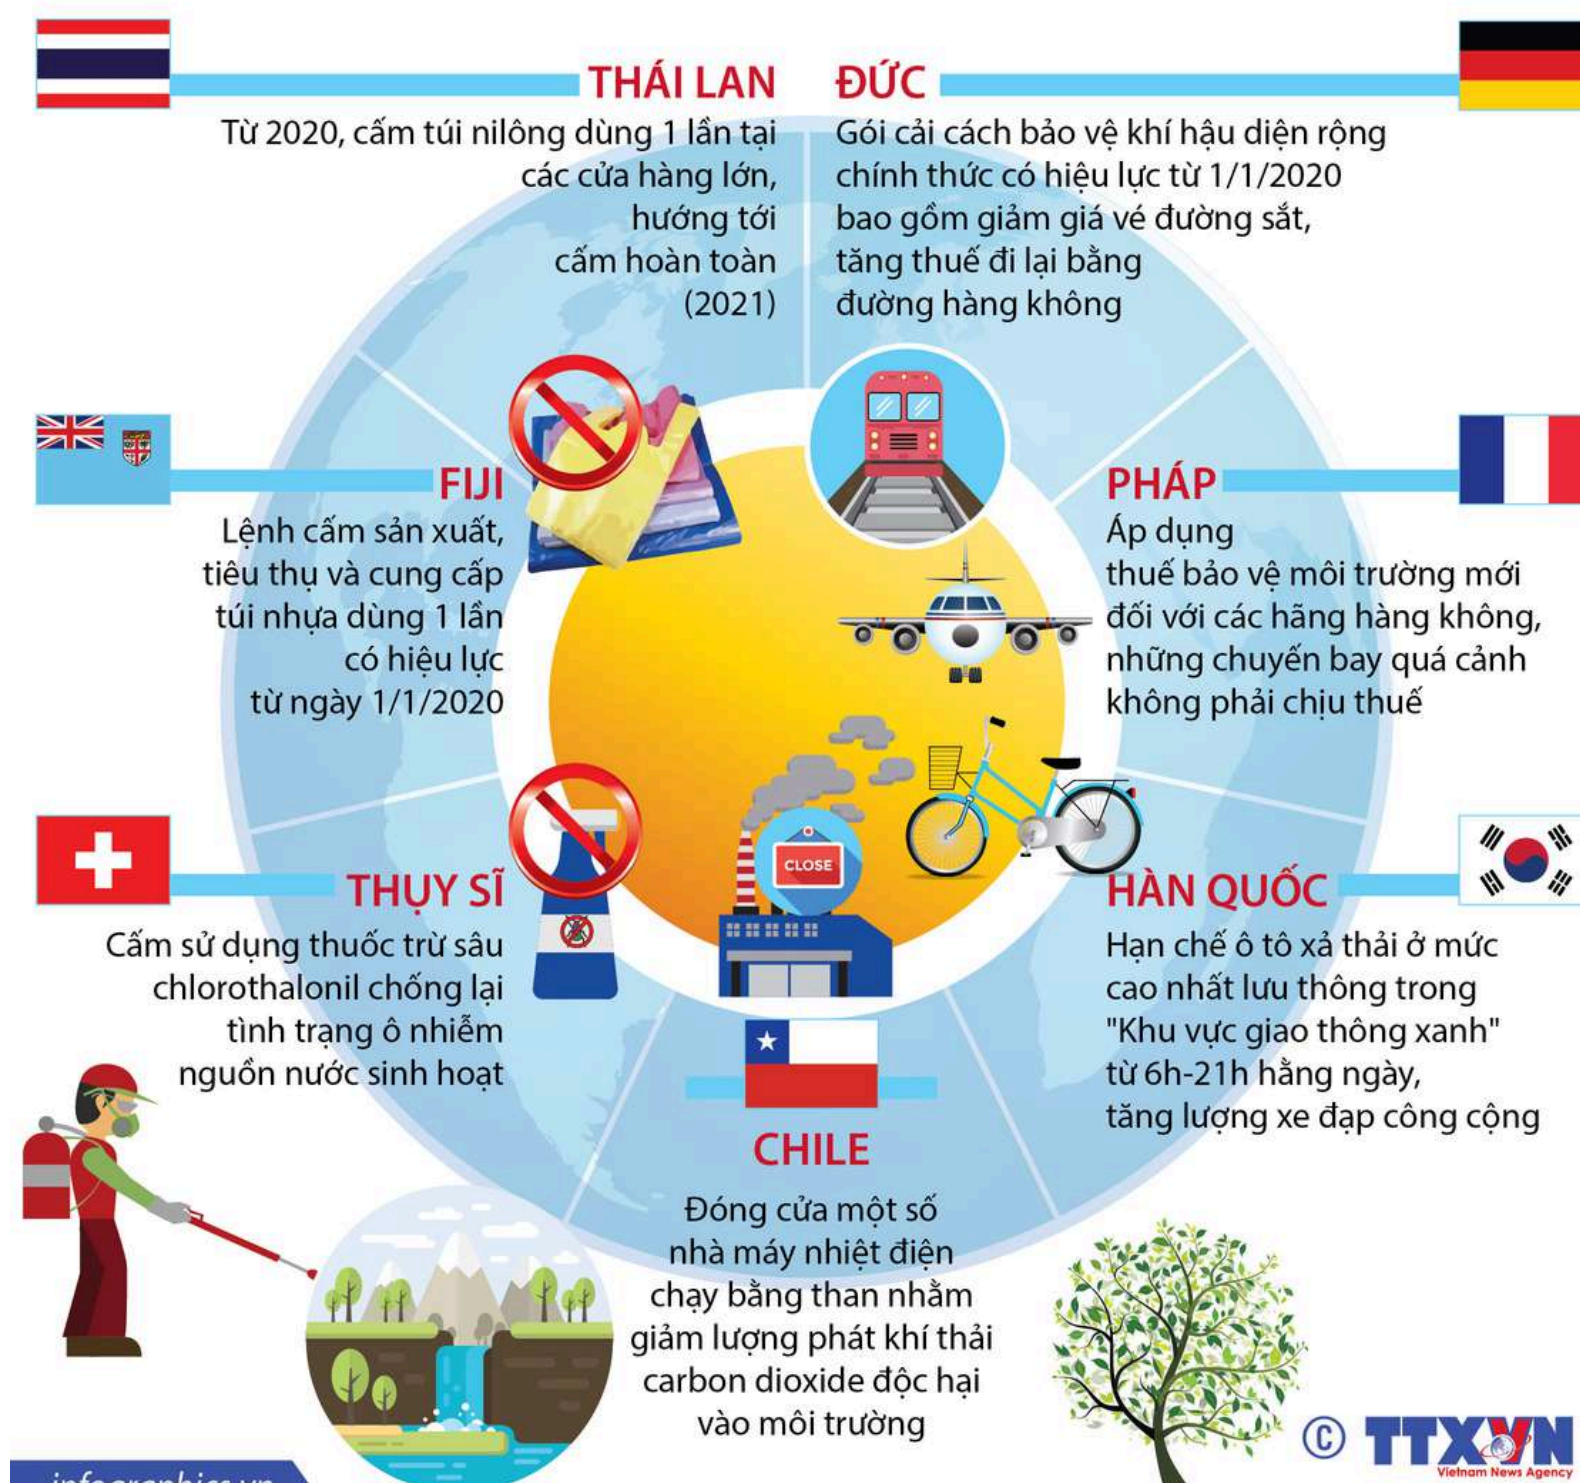 THÁI LAN
Từ 2020, cấm túi nilông dùng 1 lần tại
các cửa hàng lớn,
hướng tới
cấm hoàn toàn
(2021)
ĐỨC
Gói cải cách bảo vệ khí hậu diện rộng
chính thức có hiệu lực từ 1/1/2020
bao gồm giảm giá vé đường sắt,
tăng thuế đi lại bằng
đường hàng không
FIJI
Lệnh cấm sản xuất,
tiêu thụ và cung cấp
túi nhựa dùng 1 lần
có hiệu lực
từ ngày 1/1/2020
PHÁP
Áp dụng
thuế bảo vệ môi trường mới
đối với các hãng hàng không,
những chuyến bay quá cảnh
không phải chịu thuế
THỤY SĨ
Cấm sử dụng thuốc trừ sâu
chlorothalonil chống lại
tình trạng ô nhiễm
nguồn nước sinh hoạt
CLOSE
HÀN QUỐC
Hạn chế ô tô xả thải ở mức
cao nhất lưu thông trong
"Khu vực giao thông xanh"
từ 6h-21h hằng ngày,
tăng lượng xe đạp công cộng
CHILE
Đóng cửa một số
nhà máy nhiệt điện
chạy bằng than nhằm
giảm lượng phát khí thải
carbon dioxide độc hại
vào môi trường
infographics.vn
© TTXVN
Vietnam News Agency